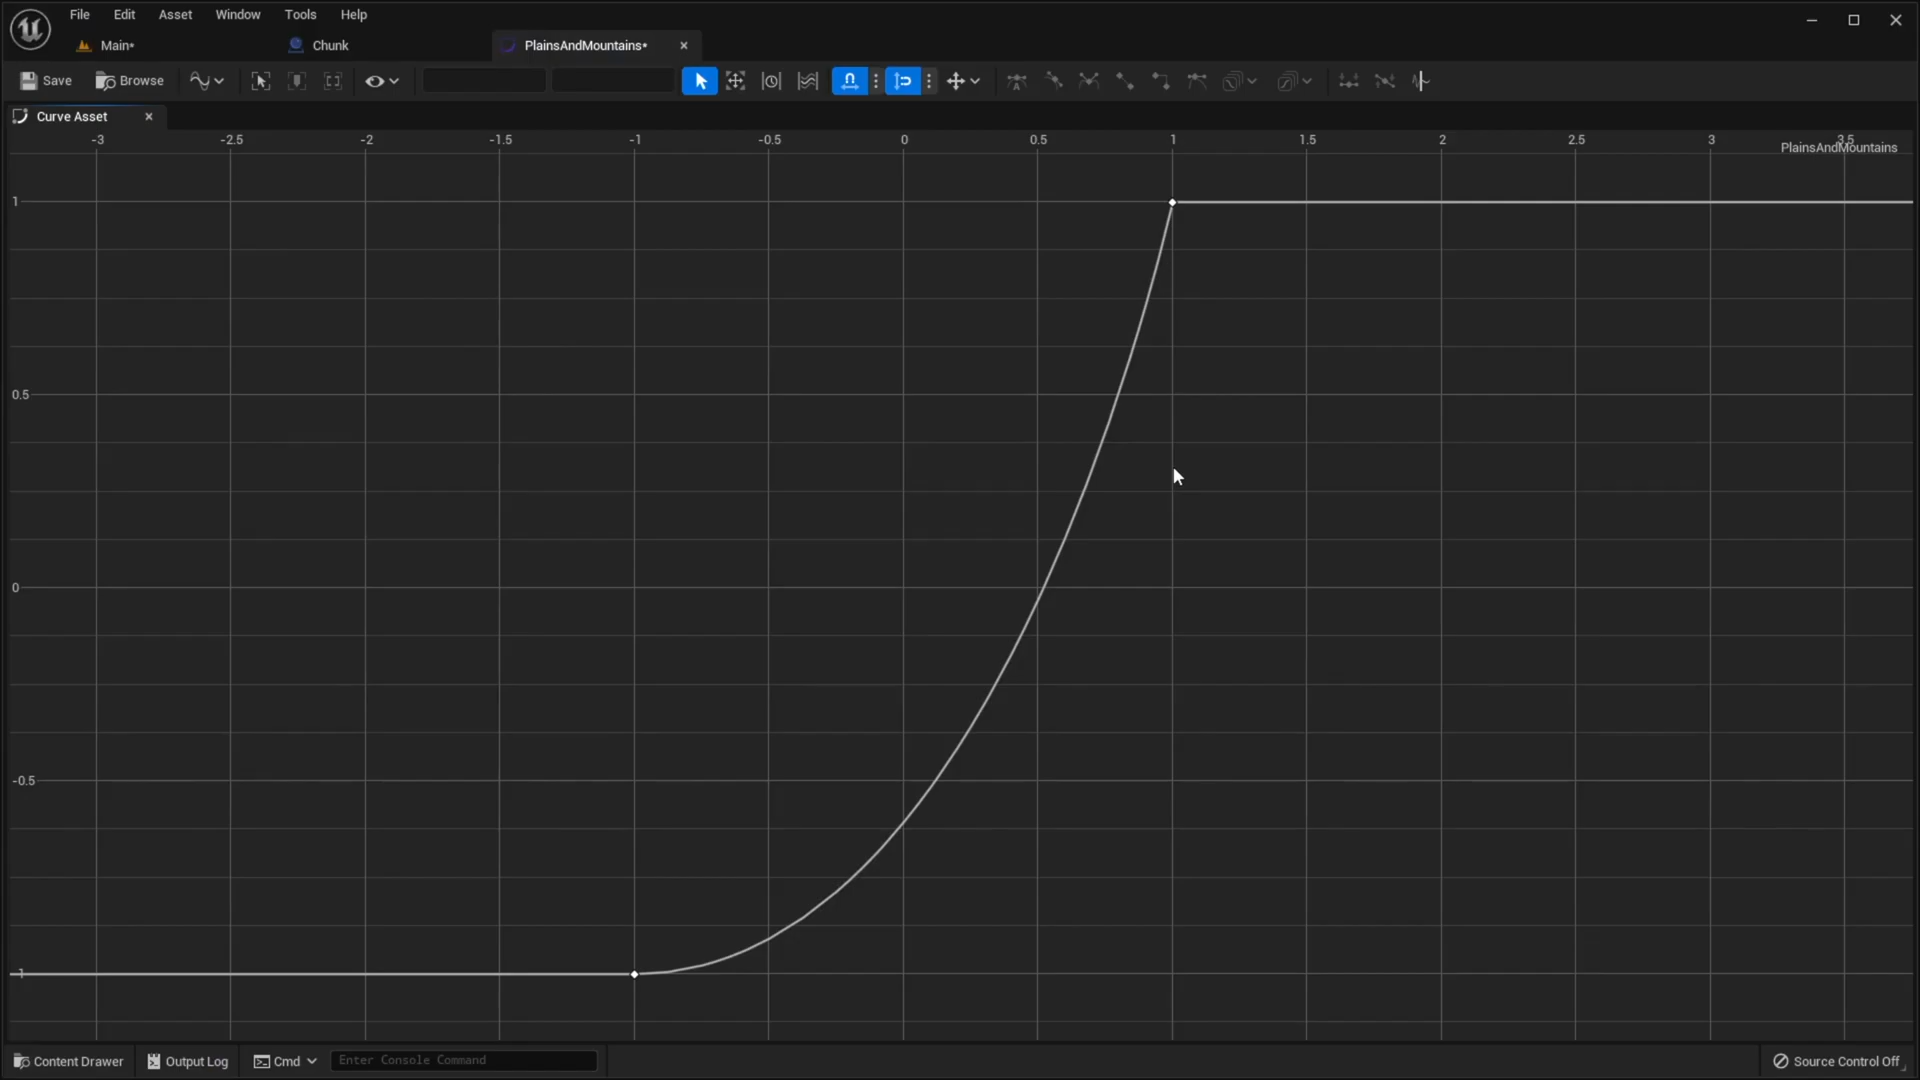 File Edit Asset Window Tools Help
Main* Chunk PlainsAndMountains*
Save Browse
Curve Asset
-3 -2.5 -2 -1.5 -1 -0.5 0 0.5 1 1.5 2 2.5 3 3.5
PlainsAndMountains
1
0.5
0
-0.5
-1
Content Drawer Output Log Cmd Enter Console Command Source Control Off